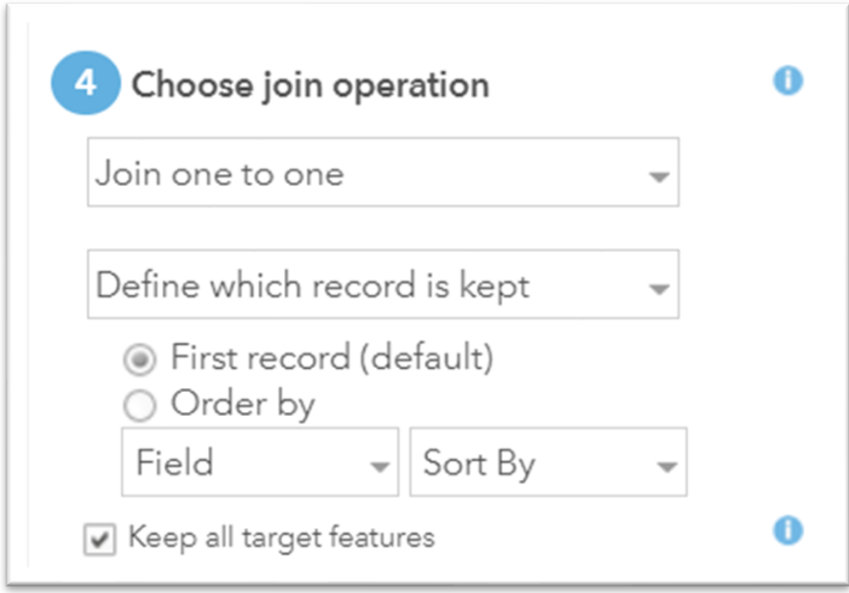 4 Choose join operation
Join one to one
Define which record is kept
First record (default)
Order by
Field Sort By
Keep all target features